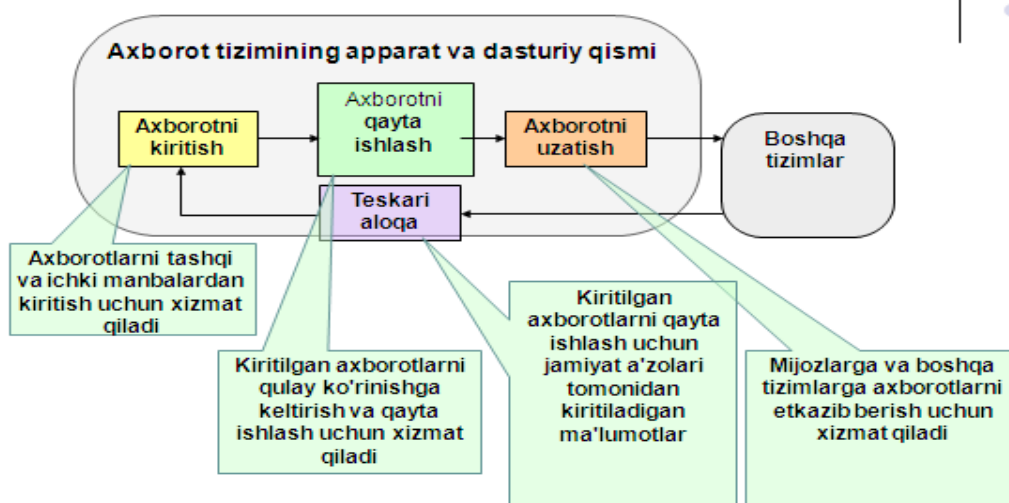 Axborot tizimining apparat va dasturiy qismi
Axborotni
kiritish
Axborotni
qayta
ishlash
Axborotni
uzatish
Boshqa
tizimlar
Teskari
aloqa
Axborotlarni tashqi
va ichki manbalardan
kiritish uchun xizmat
qiladi
Kiritilgan axborotlarni
qulay ko'rinishga
keltirish va qayta
ishlash uchun xizmat
qiladi
Kiritilgan
axborotlarni qayta
ishlash uchun
jamiyat a'zolari
tomonidan
kiritiladigan
ma'lumotlar
Mijozlarga va boshqa
tizimlarga axborotlarni
etkazib berish uchun
xizmat qiladi